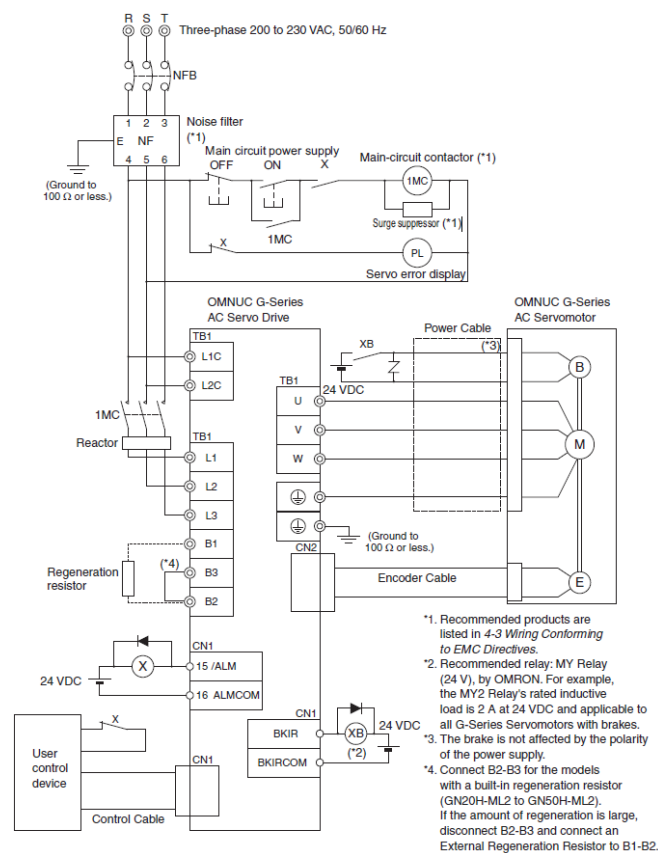 R S T
Three-phase 200 to 230 VAC, 50/60 Hz
NFB
1 2 3
E NF
4 5 6
Noise filter
(*1)
(Ground to
100 Ω or less.)
Main circuit power supply
OFF ON X
Main-circuit contactor (*1)
1MC
Surge suppressor (*1)
1MC
X
PL
Servo error display
OMNUC G-Series
AC Servo Drive
OMNUC G-Series
AC Servomotor
TB1
L1C
L2C
XB
Power Cable
(*3)
24 VDC
B
TB1
U
V
W
M
1MC
Reactor
TB1
L1
L2
L3
B1
B3
B2
(*4)
Regeneration
resistor
(Ground to
100 Ω or less.)
CN2
Encoder Cable
E
CN1
15 /ALM
16 ALMCOM
X
24 VDC
CN1
BKIR
BKIRCOM
XB
(*2)
24 VDC
X
User
control
device
CN1
Control Cable
*1. Recommended products are
listed in 4-3 Wiring Conforming
to EMC Directives.
*2. Recommended relay: MY Relay
(24 V), by OMRON. For example,
the MY2 Relay's rated inductive
load is 2 A at 24 VDC and applicable to
all G-Series Servomotors with brakes.
*3. The brake is not affected by the polarity
of the power supply.
*4. Connect B2-B3 for the models
with a built-in regeneration resistor
(GN20H-ML2 to GN50H-ML2).
If the amount of regeneration is large,
disconnect B2-B3 and connect an
External Regeneration Resistor to B1-B2.